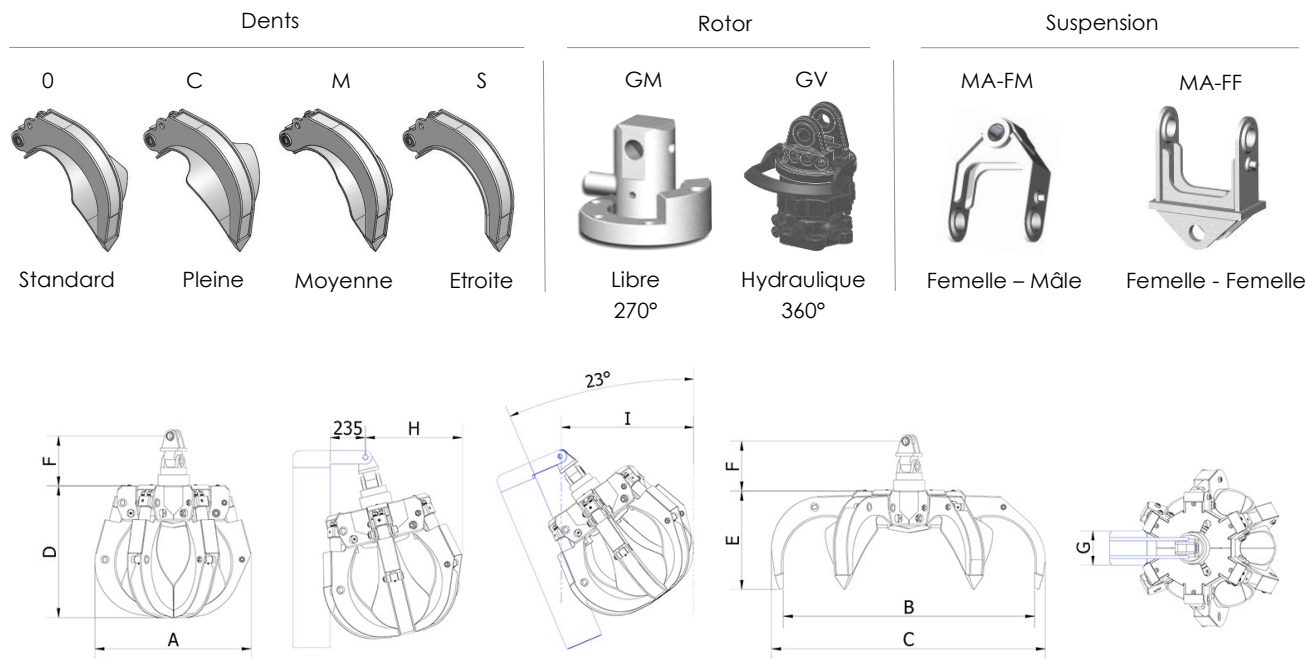 Dents
Rotor
Suspension
0
C
M
S
GM
GV
MA-FM
MA-FF
Standard
Pleine
Moyenne
Etroite
Libre
Hydraulique
Femelle – Mâle
Femelle - Femelle
270°
360°
F
D
A
235
H
23°
I
F
E
B
C
G